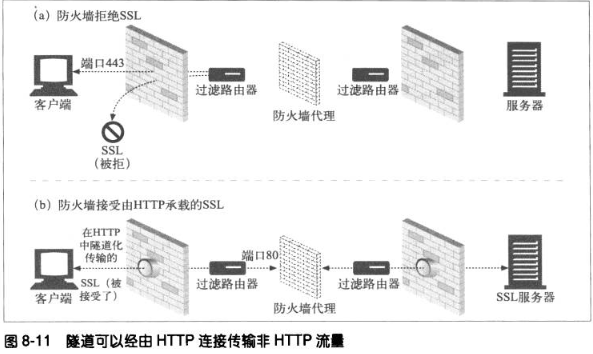 (a) 防火墙拒绝SSL
端口443
客户端
过滤路由器
防火墙代理
过滤路由器
服务器
SSL
(被拒)
(b) 防火墙接受由HTTP承载的SSL
在HTTP
中隧道化
传输的
SSL (被
接受了)
端口80
客户端
过滤路由器
防火墙代理
过滤路由器
SSL服务器
图 8-11 隧道可以经由 HTTP 连接传输非 HTTP 流量